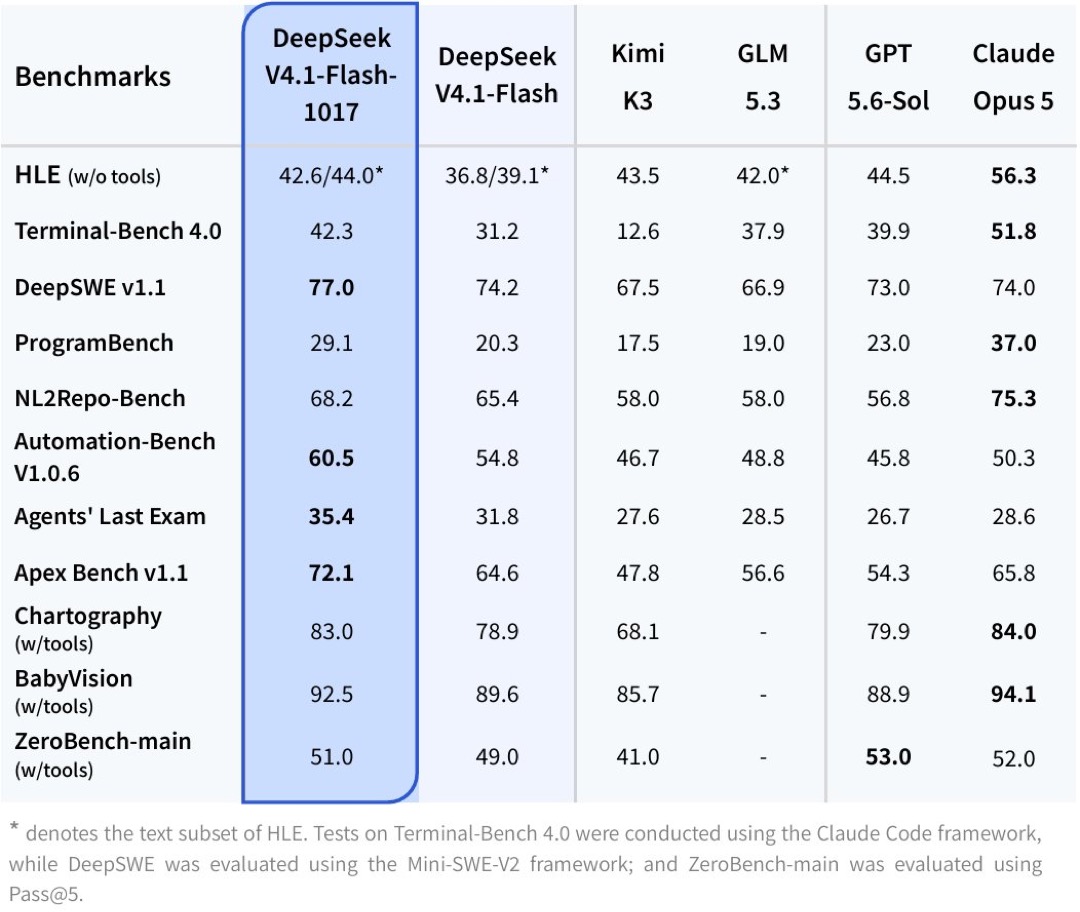 Benchmarks DeepSeek V4.1-Flash-1017 DeepSeek V4.1-Flash Kimi K3 GLM 5.3 GPT 5.6-Sol Claude Opus 5
HLE (w/o tools) 42.6/44.0* 36.8/39.1* 43.5 42.0* 44.5 56.3
Terminal-Bench 4.0 42.3 31.2 12.6 37.9 39.9 51.8
DeepSWE v1.1 77.0 74.2 67.5 66.9 73.0 74.0
ProgramBench 29.1 20.3 17.5 19.0 23.0 37.0
NL2Repo-Bench 68.2 65.4 58.0 58.0 56.8 75.3
Automation-Bench V1.0.6 60.5 54.8 46.7 48.8 45.8 50.3
Agents' Last Exam 35.4 31.8 27.6 28.5 26.7 28.6
Apex Bench v1.1 72.1 64.6 47.8 56.6 54.3 65.8
Chartography (w/tools) 83.0 78.9 68.1 - 79.9 84.0
BabyVision (w/tools) 92.5 89.6 85.7 - 88.9 94.1
ZeroBench-main (w/tools) 51.0 49.0 41.0 - 53.0 52.0
* denotes the text subset of HLE. Tests on Terminal-Bench 4.0 were conducted using the Claude Code framework,
while DeepSWE was evaluated using the Mini-SWE-V2 framework; and ZeroBench-main was evaluated using
Pass@5.